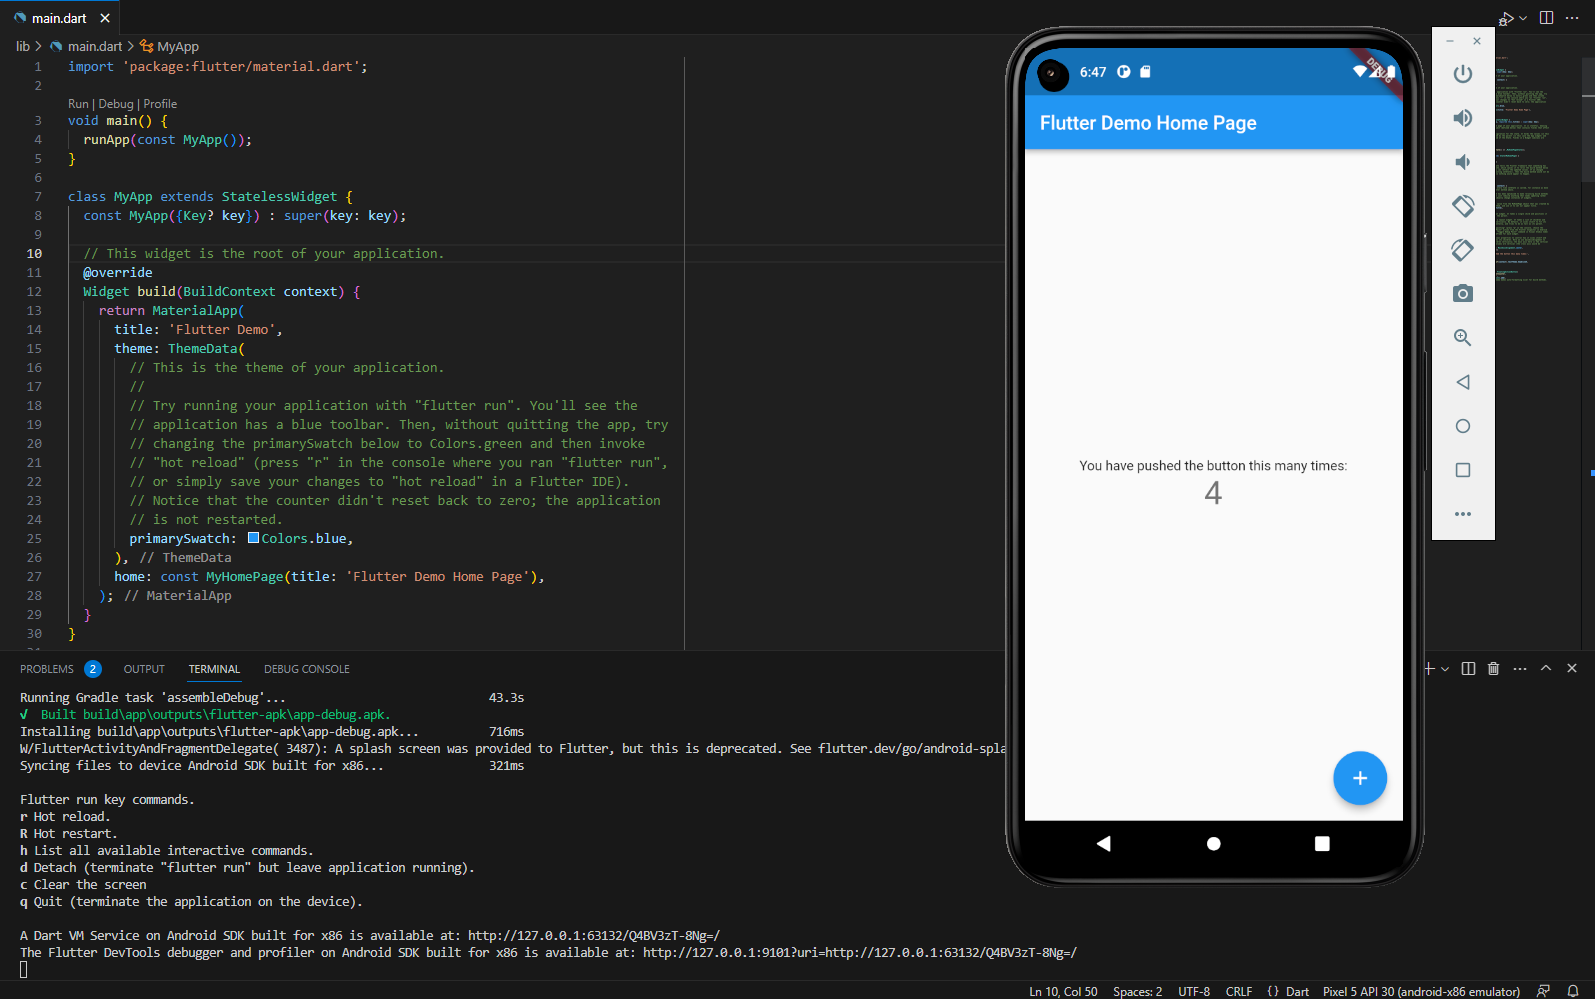 main.dart
lib > main.dart > MyApp
1 import 'package:flutter/material.dart';
2
Run | Debug | Profile
3 void main() {
4 runApp(const MyApp());
5 }
6
7 class MyApp extends StatelessWidget {
8 const MyApp({Key? key}) : super(key: key);
9
10 // This widget is the root of your application.
11 @override
12 Widget build(BuildContext context) {
13 return MaterialApp(
14 title: 'Flutter Demo',
15 theme: ThemeData(
16 // This is the theme of your application.
17 //
18 // Try running your application with "flutter run". You'll see the
19 // application has a blue toolbar. Then, without quitting the app, try
20 // changing the primarySwatch below to Colors.green and then invoke
21 // "hot reload" (press "r" in the console where you ran "flutter run",
22 // or simply save your changes to "hot reload" in a Flutter IDE).
23 // Notice that the counter didn't reset back to zero; the application
24 // is not restarted.
25 primarySwatch: Colors.blue,
26 ), // ThemeData
27 home: const MyHomePage(title: 'Flutter Demo Home Page'),
28 ); // MaterialApp
29 }
30 }
6:47
DEBUG
Flutter Demo Home Page
You have pushed the button this many times:
4
PROBLEMS 2 OUTPUT TERMINAL DEBUG CONSOLE
Running Gradle task 'assembleDebug'... 43.3s
√ Built build\app\outputs\flutter-apk\app-debug.apk.
Installing build\app\outputs\flutter-apk\app-debug.apk... 716ms
W/FlutterActivityAndFragmentDelegate( 3487): A splash screen was provided to Flutter, but this is deprecated. See flutter.dev/go/android-spla
Syncing files to device Android SDK built for x86... 321ms
Flutter run key commands.
r Hot reload.
R Hot restart.
h List all available interactive commands.
d Detach (terminate "flutter run" but leave application running).
c Clear the screen
q Quit (terminate the application on the device).
A Dart VM Service on Android SDK built for x86 is available at: http://127.0.0.1:63132/Q4BV3zT-8Ng=/
The Flutter DevTools debugger and profiler on Android SDK built for x86 is available at: http://127.0.0.1:9101?uri=http://127.0.0.1:63132/Q4BV3zT-8Ng=/
Ln 10, Col 50 Spaces: 2 UTF-8 CRLF {} Dart Pixel 5 API 30 (android-x86 emulator)